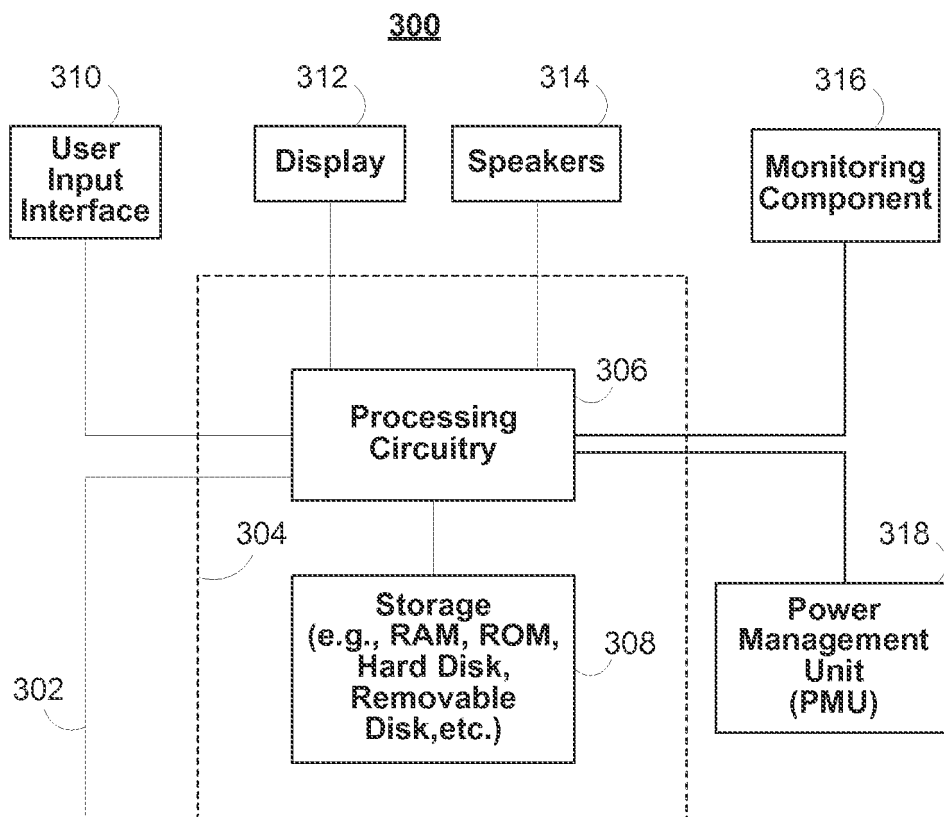 300
310
312
314
316
User
Input
Interface
Display
Speakers
Monitoring
Component
306
Processing
Circuitry
304
318
Storage
(e.g., RAM, ROM,
Hard Disk,
Removable
Disk,etc.)
308
Power
Management
Unit
(PMU)
302